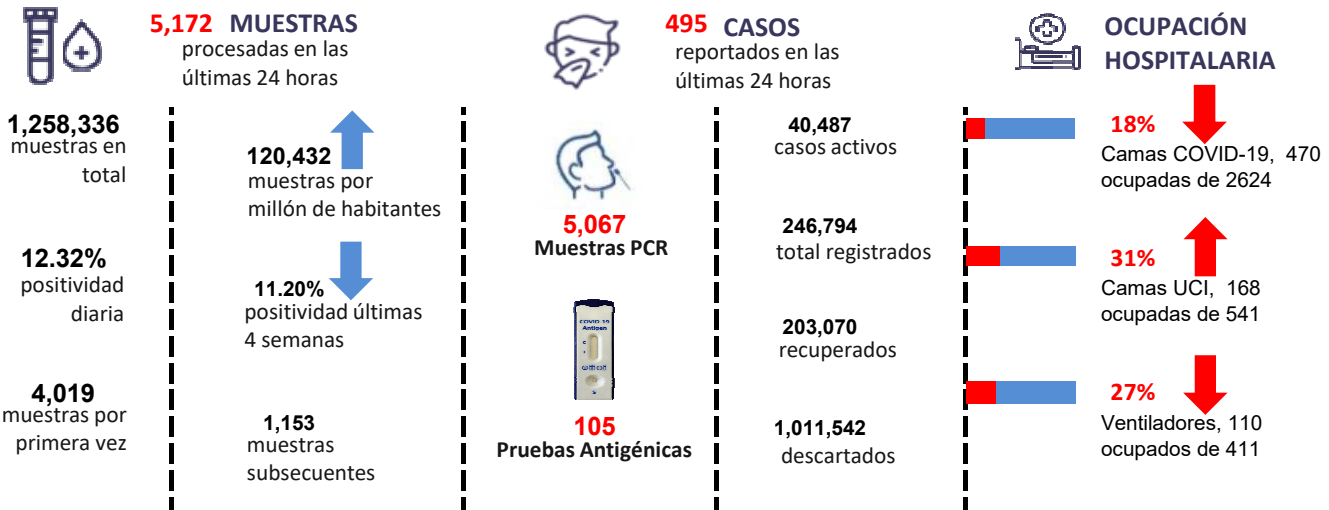 5,172 MUESTRAS
procesadas en las
últimas 24 horas
1,258,336
muestras en
total
120,432
muestras por
millón de habitantes
12.32%
positividad
diaria
11.20%
positividad últimas
4 semanas
4,019
muestras por
primera vez
1,153
muestras
subsecuentes
495 CASOS
reportados en las
últimas 24 horas
5,067
Muestras PCR
COVID-19
Antigen
105
Pruebas Antigénicas
40,487
casos activos
246,794
total registrados
203,070
recuperados
1,011,542
descartados
OCUPACIÓN
HOSPITALARIA
18%
Camas COVID-19, 470
ocupadas de 2624
31%
Camas UCI, 168
ocupadas de 541
27%
Ventiladores, 110
ocupados de 411